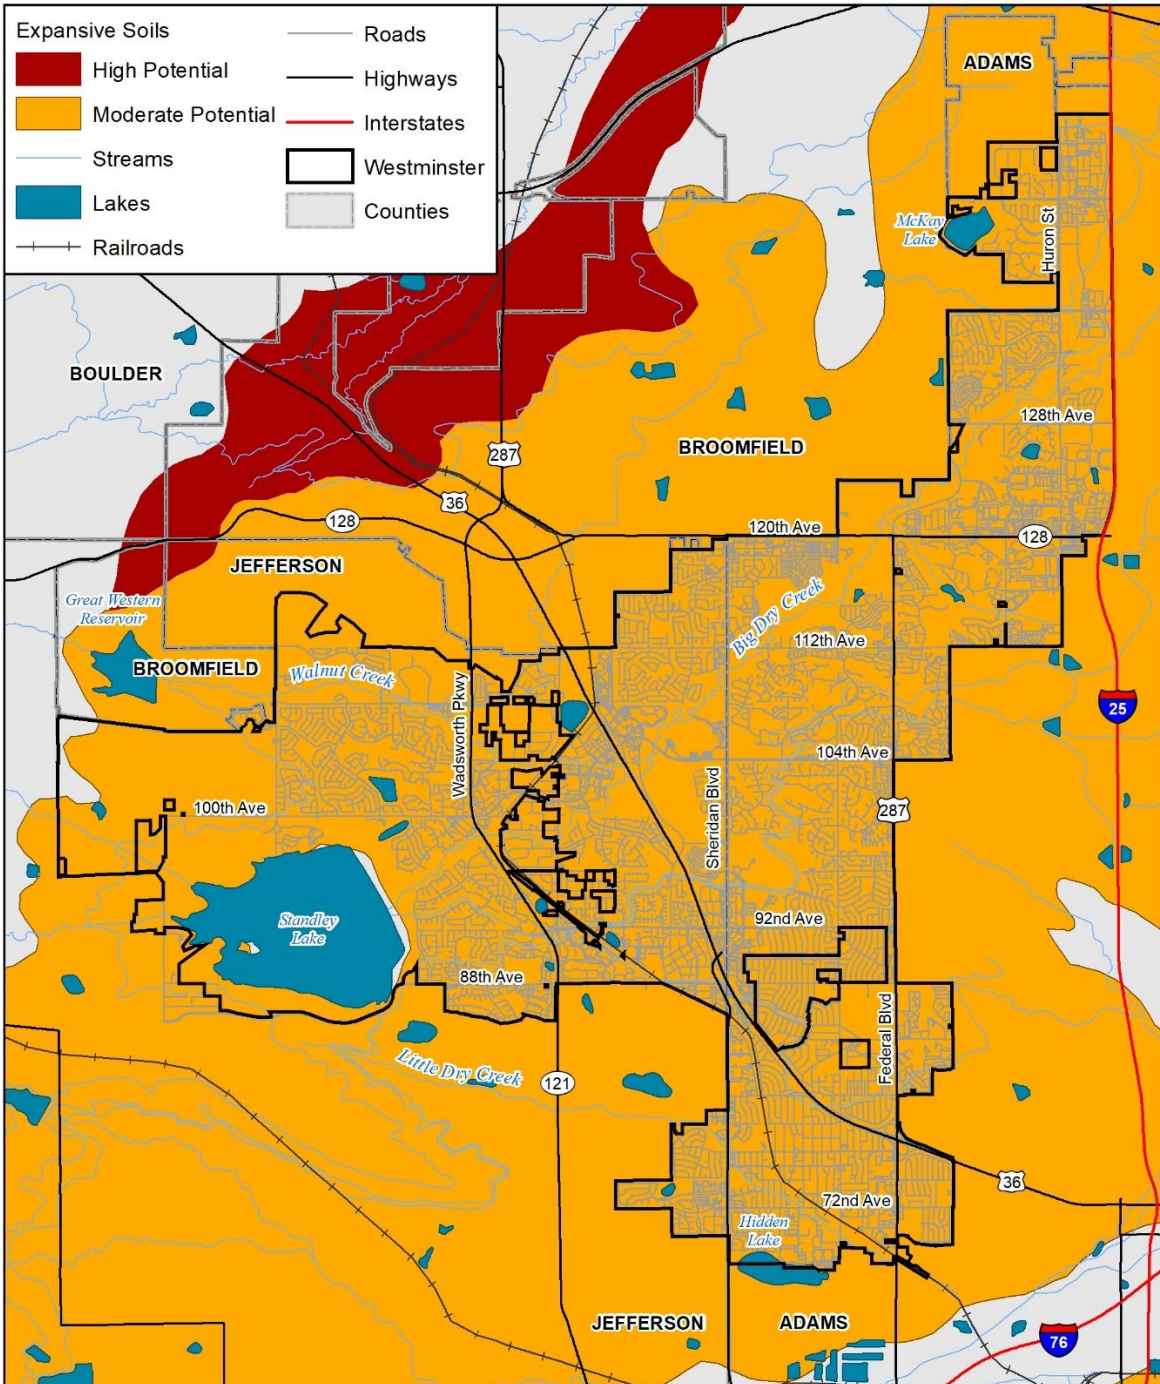 Expansive Soils
High Potential
Moderate Potential
Streams
Lakes
Railroads
Roads
Highways
Interstates
Westminster
Counties
ADAMS
McKay
Lake
Huron St
BOULDER
128th Ave
BROOMFIELD
287
36
128
120th Ave
128
JEFFERSON
Great Western
Reservoir
Big Dry Creek
112th Ave
BROOMFIELD
Walnut Creek
Wadsworth Pkwy
25
104th Ave
100th Ave
Sheridan Blvd
287
Standley
Lake
92nd Ave
88th Ave
Federal Blvd
Little Dry Creek
121
36
72nd Ave
Hidden
Lake
JEFFERSON
ADAMS
76